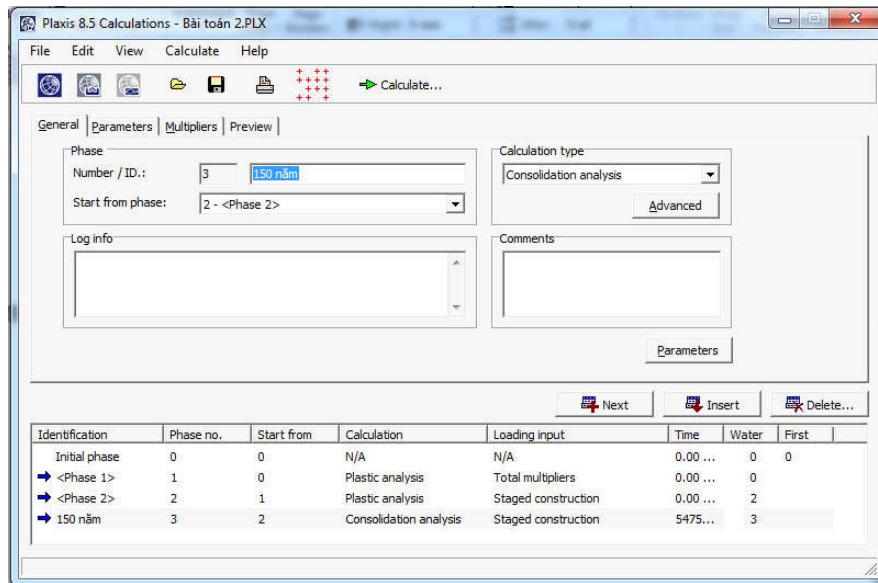 Plaxis 8.5 Calculations - Bài toán 2.PLX
File Edit View Calculate Help
Calculate...
General Parameters Multipliers Preview
Phase
Number / ID.: 3 150 năm
Start from phase: 2 - <Phase 2>
Calculation type
Consolidation analysis
Advanced
Log info
Comments
Parameters
Next Insert Delete...
Identification Phase no. Start from Calculation Loading input Time Water First
Initial phase 0 0 N/A N/A 0.00 ... 0 0
<Phase 1> 1 0 Plastic analysis Total multipliers 0.00 ... 0
<Phase 2> 2 1 Plastic analysis Staged construction 0.00 ... 2
150 năm 3 2 Consolidation analysis Staged construction 5475... 3